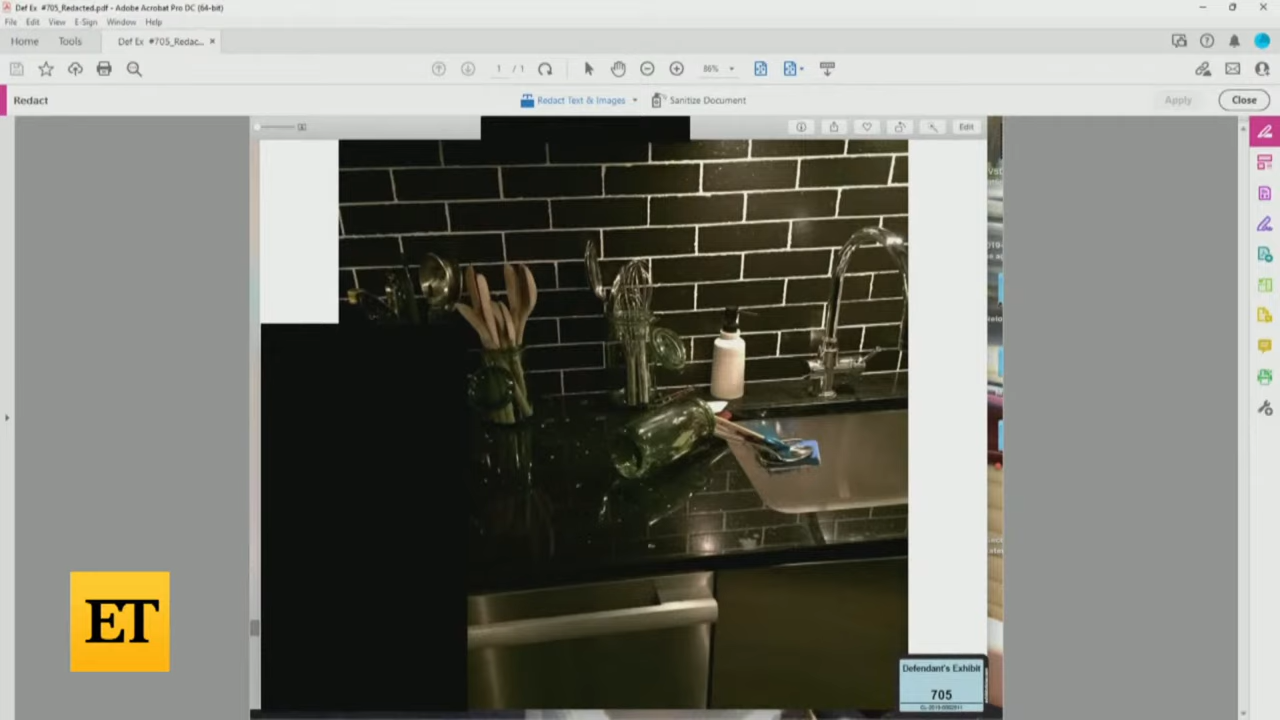 Def Ex #705_Redacted.pdf - Adobe Acrobat Pro DC (64-bit)
File Edit View E-Sign Window Help
Home Tools Def Ex #705_Redac... ×
1 / 1 86%
Redact Redact Text & Images Sanitize Document Apply Close
Edit
ET
Defendant's Exhibit
705